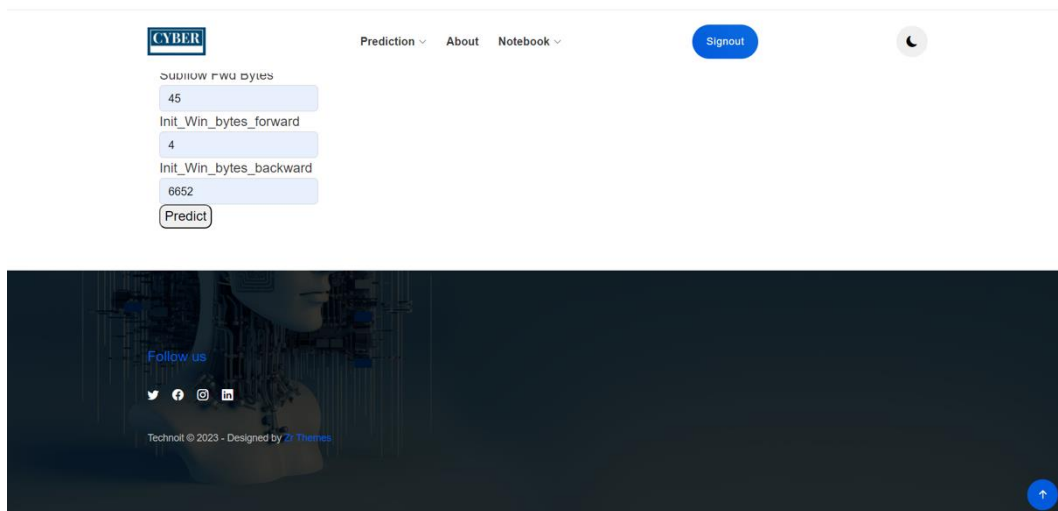 CYBER
Prediction About Notebook Signout
Subflow Fwd Bytes
45
Init_Win_bytes_forward
4
Init_Win_bytes_backward
6652
Predict
Follow us
Technoit © 2023 - Designed by Zr Themes